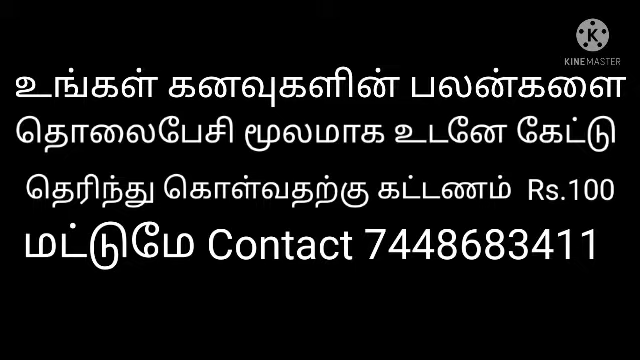 KINEMASTER
உங்கள் கனவுகளின் பலன்களை
தொலைபேசி மூலமாக உடனே கேட்டு
தெரிந்து கொள்வதற்கு கட்டணம் Rs.100
மட்டுமே Contact 7448683411